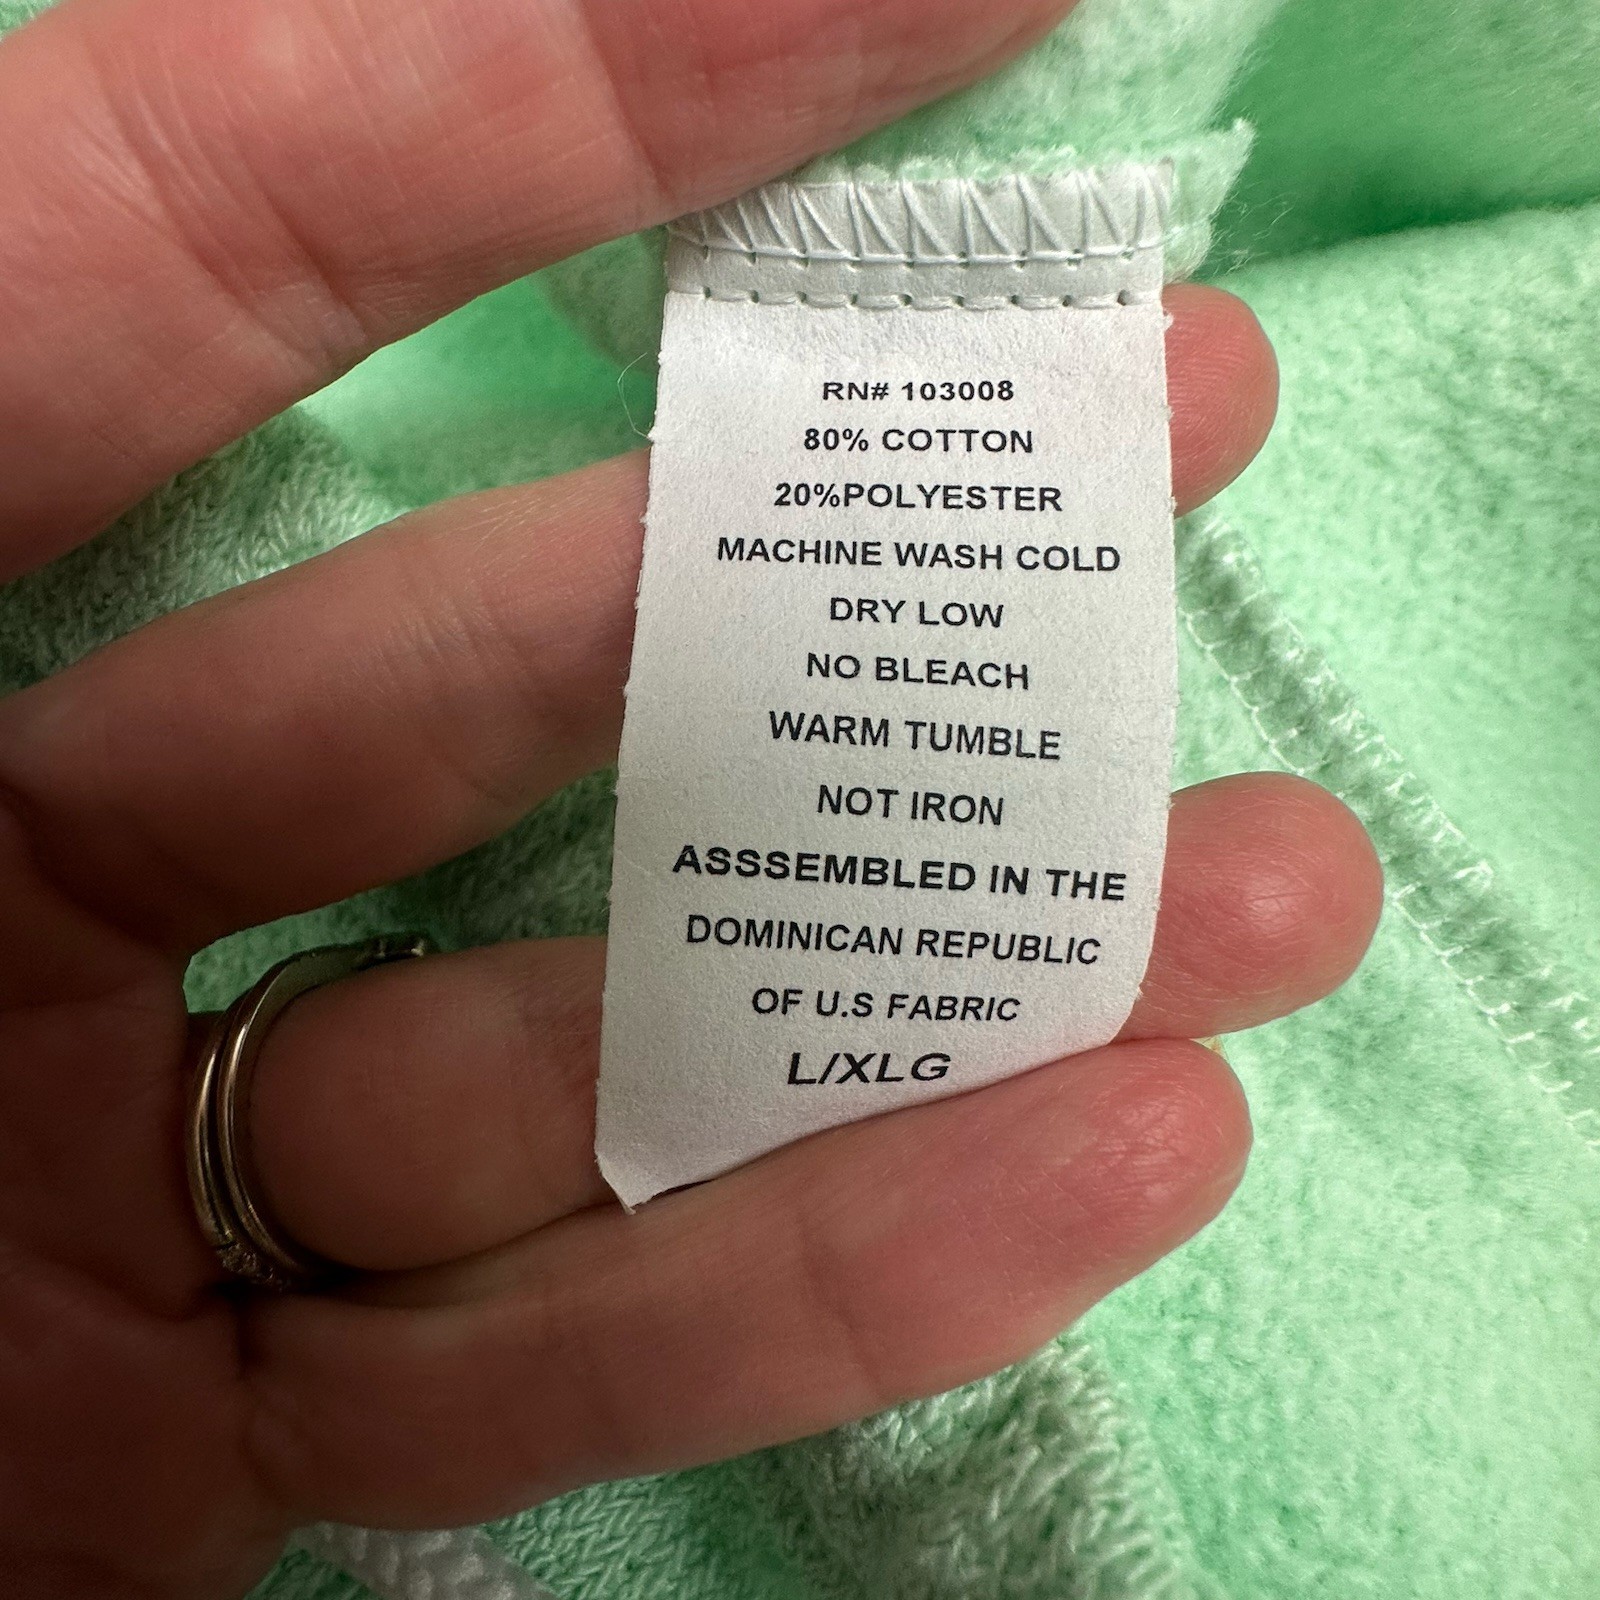 RN# 103008
80% COTTON
20%POLYESTER
MACHINE WASH COLD
DRY LOW
NO BLEACH
WARM TUMBLE
NOT IRON
ASSSEMBLED IN THE
DOMINICAN REPUBLIC
OF U.S FABRIC
L/XLG